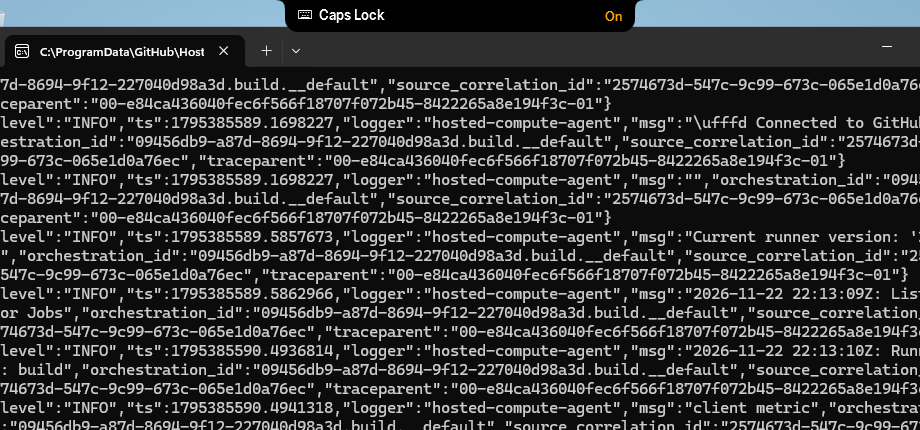 Caps Lock On
C:\ProgramData\GitHub\Host
7d-8694-9f12-227040d98a3d.build.__default","source_correlation_id":"2574673d-547c-9c99-673c-065e1d0a76e
ceparent":"00-e84ca436040fec6f566f18707f072b45-8422265a8e194f3c-01"}
level":"INFO","ts":1795385589.1698227,"logger":"hosted-compute-agent","msg":"\ufffd Connected to GitHub
estration_id":"09456db9-a87d-8694-9f12-227040d98a3d.build.__default","source_correlation_id":"2574673d-
99-673c-065e1d0a76ec","traceparent":"00-e84ca436040fec6f566f18707f072b45-8422265a8e194f3c-01"}
level":"INFO","ts":1795385589.1698227,"logger":"hosted-compute-agent","msg":"","orchestration_id":"0945
7d-8694-9f12-227040d98a3d.build.__default","source_correlation_id":"2574673d-547c-9c99-673c-065e1d0a76e
ceparent":"00-e84ca436040fec6f566f18707f072b45-8422265a8e194f3c-01"}
level":"INFO","ts":1795385589.5857673,"logger":"hosted-compute-agent","msg":"Current runner version: '
","orchestration_id":"09456db9-a87d-8694-9f12-227040d98a3d.build.__default","source_correlation_id":"25
547c-9c99-673c-065e1d0a76ec","traceparent":"00-e84ca436040fec6f566f18707f072b45-8422265a8e194f3c-01"}
level":"INFO","ts":1795385589.5862966,"logger":"hosted-compute-agent","msg":"2026-11-22 22:13:09Z: List
or Jobs","orchestration_id":"09456db9-a87d-8694-9f12-227040d98a3d.build.__default","source_correlation_
74673d-547c-9c99-673c-065e1d0a76ec","traceparent":"00-e84ca436040fec6f566f18707f072b45-8422265a8e194f3c
level":"INFO","ts":1795385590.4936814,"logger":"hosted-compute-agent","msg":"2026-11-22 22:13:10Z: Run
: build","orchestration_id":"09456db9-a87d-8694-9f12-227040d98a3d.build.__default","source_correlation_
74673d-547c-9c99-673c-065e1d0a76ec","traceparent":"00-e84ca436040fec6f566f18707f072b45-8422265a8e194f3c
level":"INFO","ts":1795385590.4941318,"logger":"hosted-compute-agent","msg":"client metric","orchestra
:"09456db9-a87d-8694-9f12-227040d98a3d.build.__default","source_correlation_id":"2574673d-547c-9c99-67